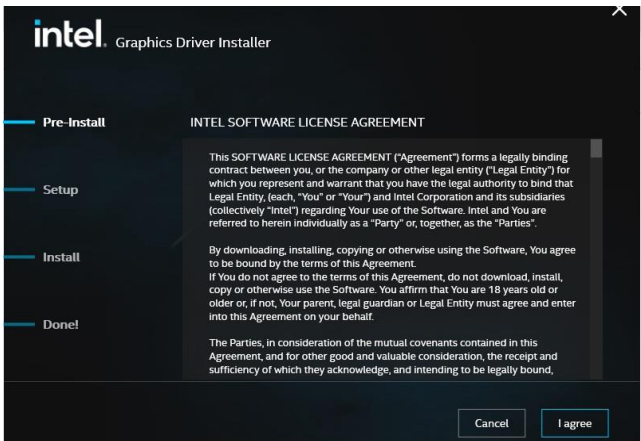 intel. Graphics Driver Installer
Pre-Install
Setup
Install
Done!
INTEL SOFTWARE LICENSE AGREEMENT
This SOFTWARE LICENSE AGREEMENT ("Agreement") forms a legally binding
contract between you, or the company or other legal entity ("Legal Entity") for
which you represent and warrant that you have the legal authority to bind that
Legal Entity, (each, "You" or "Your") and Intel Corporation and its subsidiaries
(collectively "Intel") regarding Your use of the Software. Intel and You are
referred to herein individually as a "Party" or, together, as the "Parties".
By downloading, installing, copying or otherwise using the Software, You agree
to be bound by the terms of this Agreement.
If You do not agree to the terms of this Agreement, do not download, install,
copy or otherwise use the Software. You affirm that You are 18 years old or
older or, if not, Your parent, legal guardian or Legal Entity must agree and enter
into this Agreement on your behalf.
The Parties, in consideration of the mutual covenants contained in this
Agreement, and for other good and valuable consideration, the receipt and
sufficiency of which they acknowledge, and intending to be legally bound,
Cancel
I agree